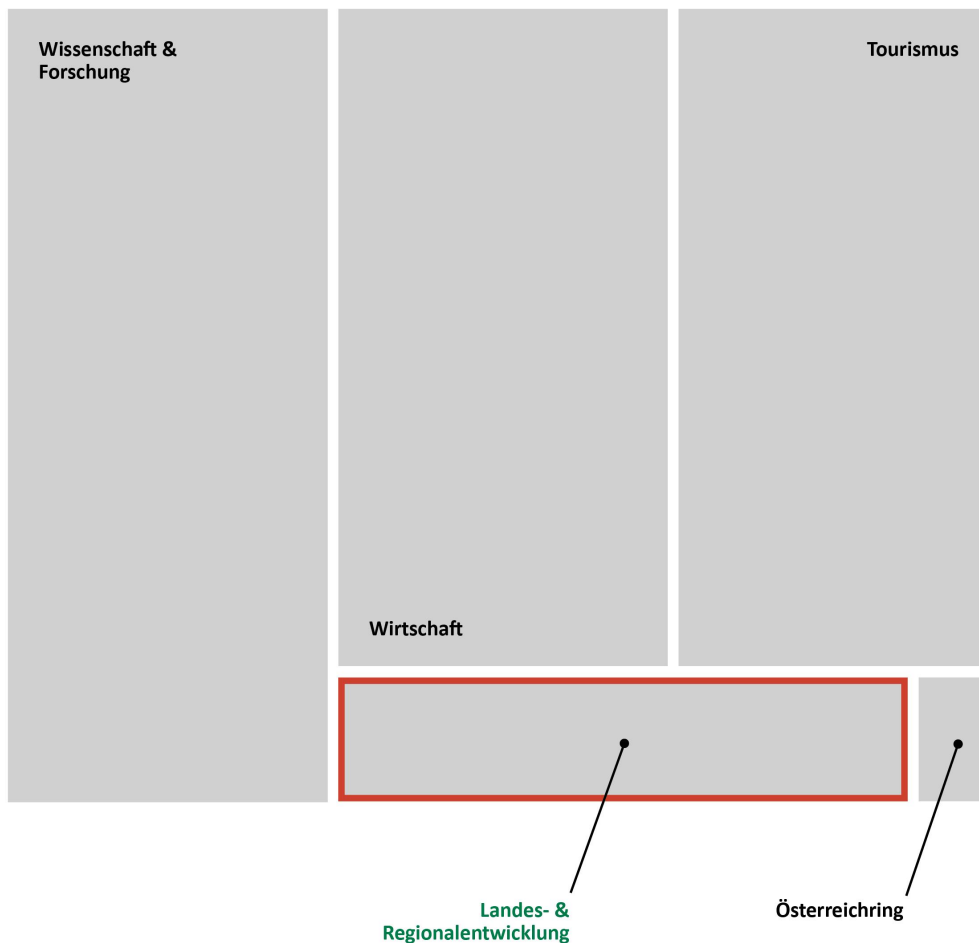 Wissenschaft &
Forschung
Tourismus
Wirtschaft
Landes- &
Regionalentwicklung
Österreichring